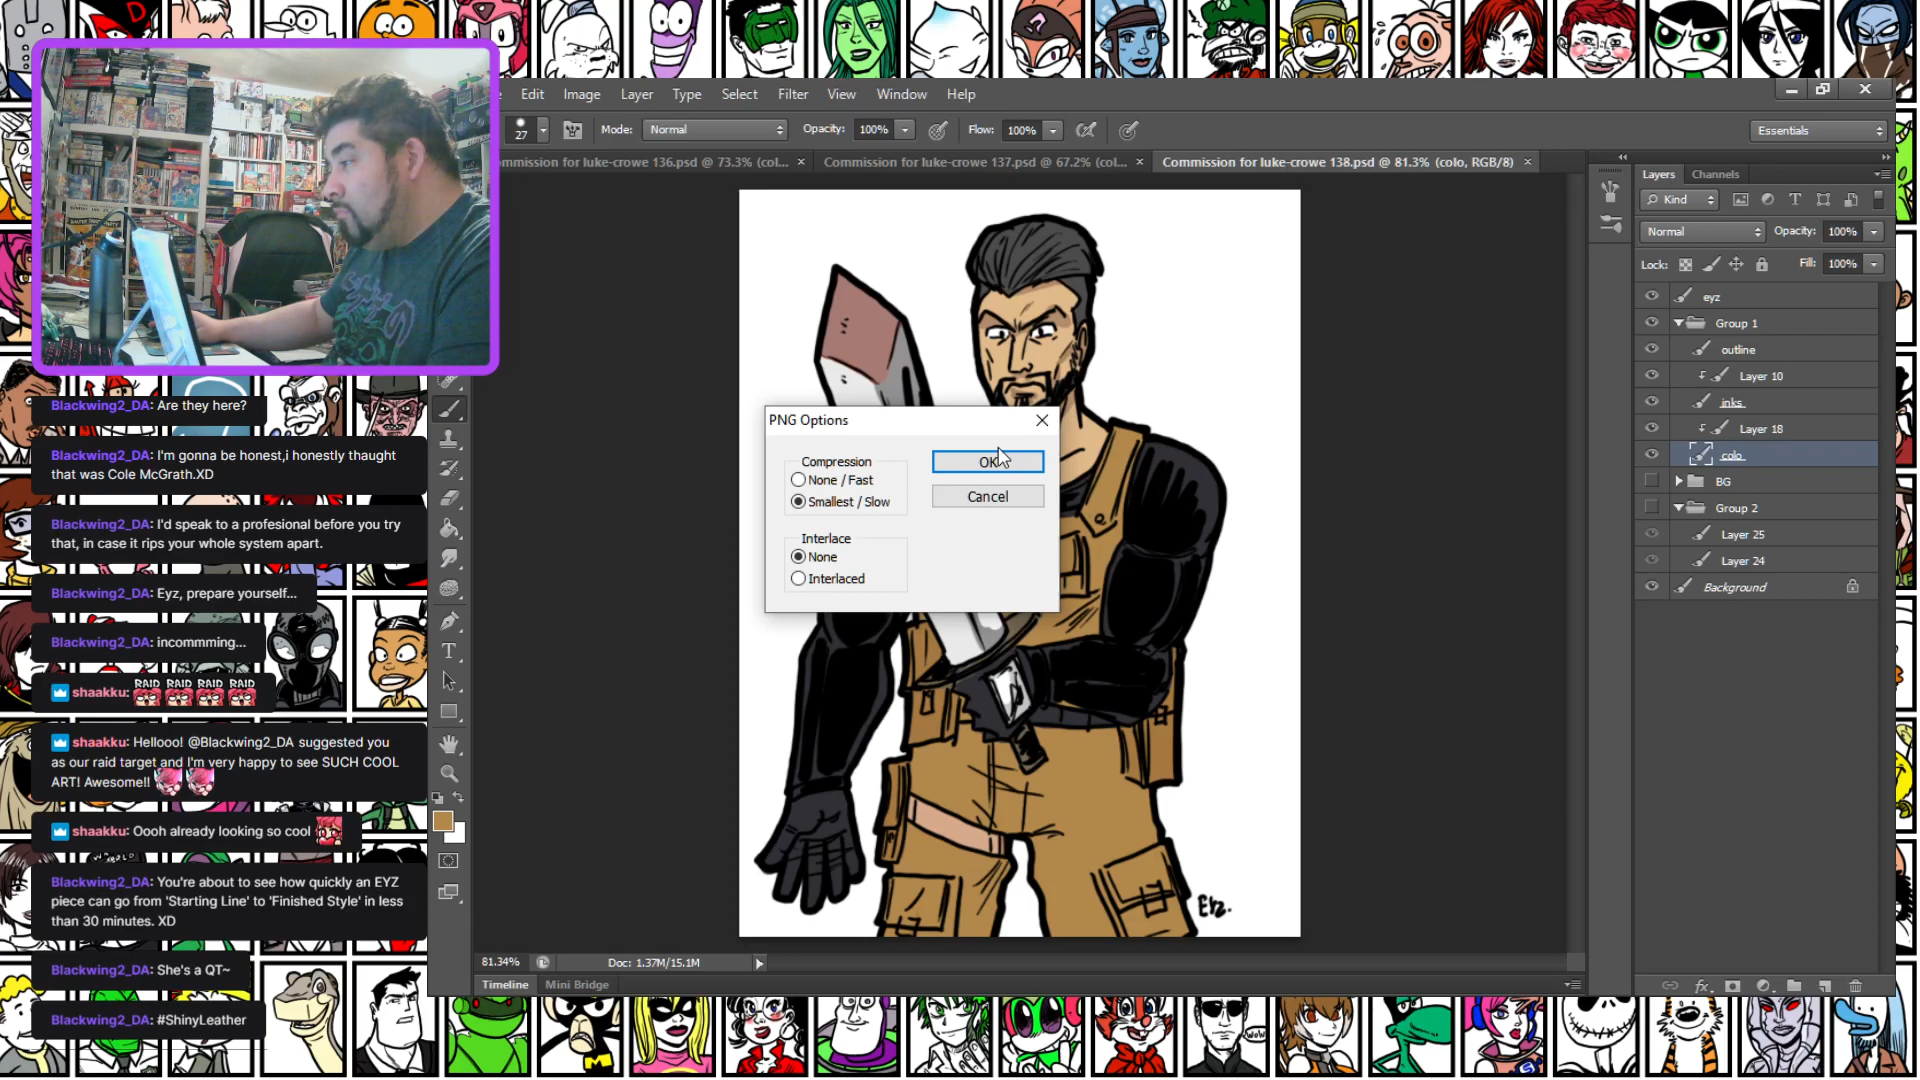 Edit Image Layer Type Select Filter View Window Help
27 Mode: Normal Opacity: 100% Flow: 100% Essentials
Commission for luke-crowe 136.psd @ 73.3% (col... × Commission for luke-crowe 137.psd @ 67.2% (col... × Commission for luke-crowe 138.psd @ 81.3% (colo, RGB/8) ×
Layers Channels
Kind
Normal Opacity: 100%
Lock: Fill: 100%
eyz
Group 1
outline
Layer 10
inks
Layer 18
colo
BG
Group 2
Layer 25
Layer 24
Background
PNG Options
Compression
None / Fast
Smallest / Slow
Interlace
None
Interlaced
OK
Cancel
Eyz.
81.34% Doc: 1.37M/15.1M
Timeline Mini Bridge
Blackwing2_DA: Are they here?
Blackwing2_DA: I'm gonna be honest,i honestly thaught
that was Cole McGrath.XD
Blackwing2_DA: I'd speak to a profesional before you try
that, in case it rips your whole system apart.
Blackwing2_DA: Eyz, prepare yourself...
Blackwing2_DA: incommming...
shaakku: RAID RAID RAID RAID
shaakku: Hellooo! @Blackwing2_DA suggested you
as our raid target and I'm very happy to see SUCH COOL
ART! Awesome!!
shaakku: Oooh already looking so cool
Blackwing2_DA: You're about to see how quickly an EYZ
piece can go from 'Starting Line' to 'Finished Style' in less
than 30 minutes. XD
Blackwing2_DA: She's a QT~
Blackwing2_DA: #ShinyLeather
WOW